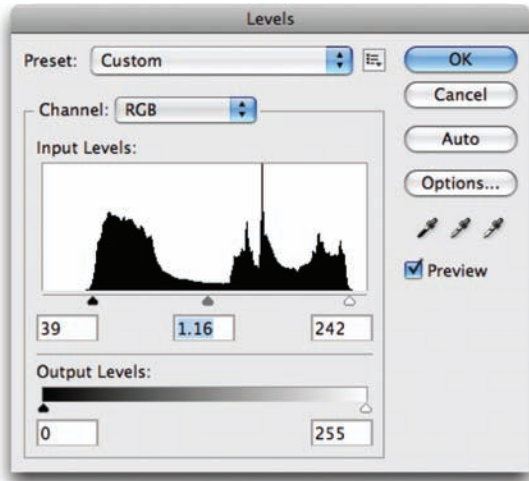 Levels
Preset: Custom
OK
Cancel
Channel: RGB
Auto
Input Levels:
Options...
Preview
39 1.16 242
Output Levels:
0 255